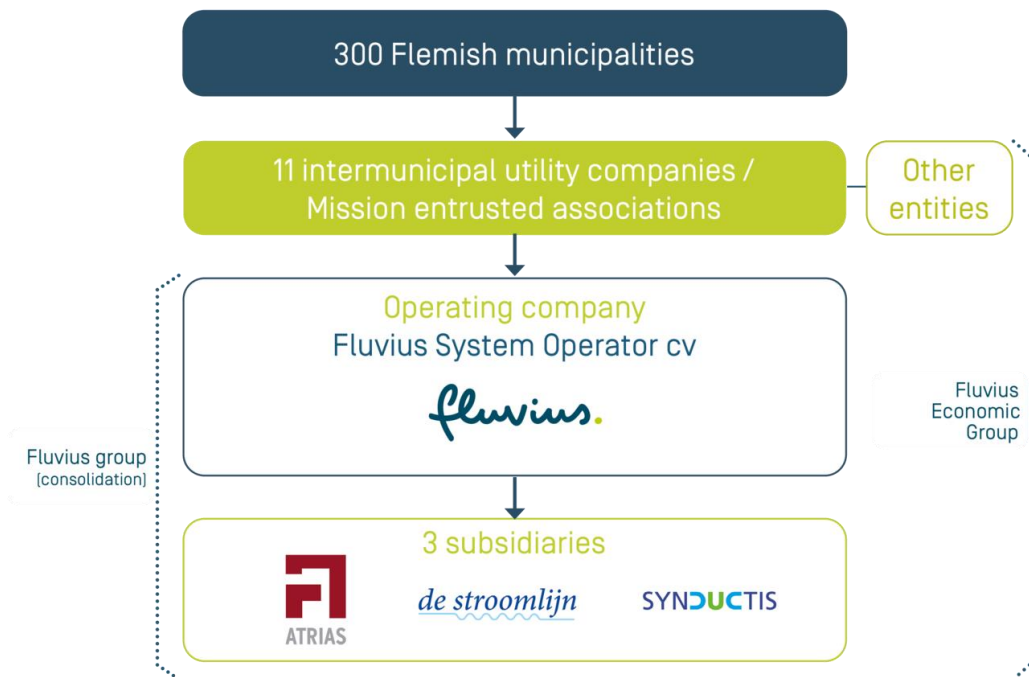 300 Flemish municipalities
11 intermunicipal utility companies /
Mission entrusted associations
Other
entities
Operating company
Fluvius System Operator cv
fluvius.
Fluvius
Economic
Group
Fluvius group
(consolidation)
3 subsidiaries
ATRIAS
de stroomlijn
SYNDUCTIS